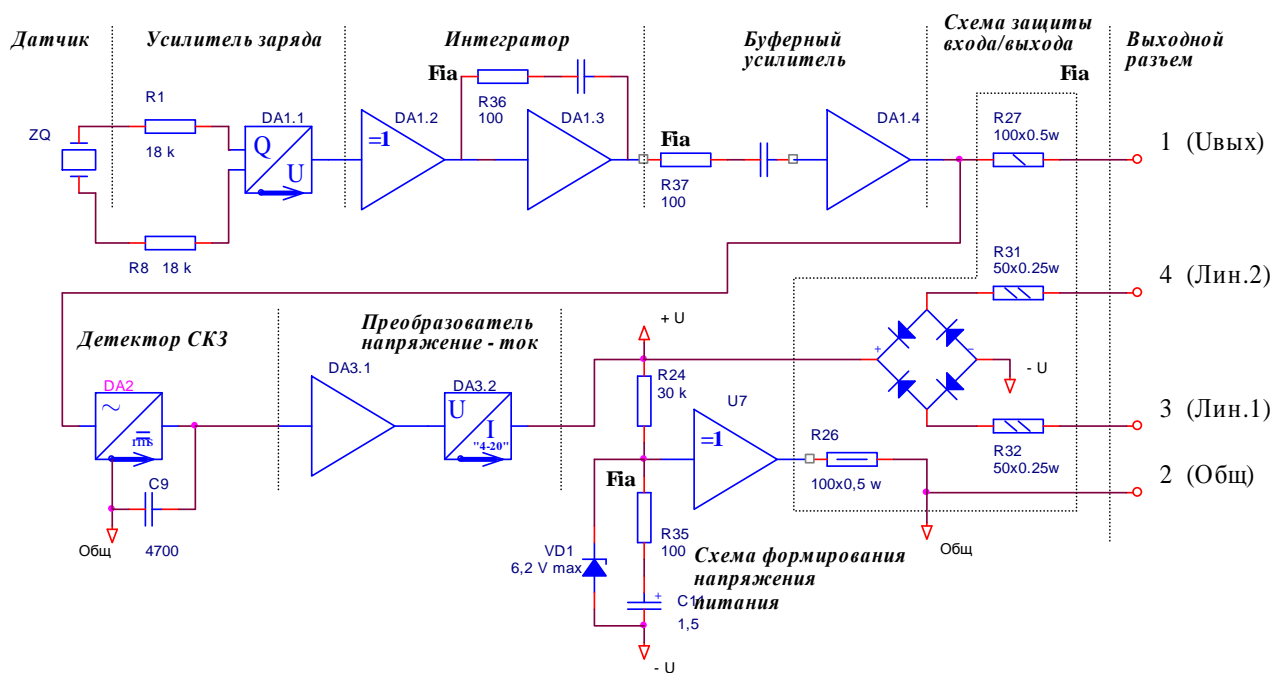 Датчик
Усилитель заряда
Интегратор
Буферный
усилитель
Схема защиты
входа/выхода
Выходной
разъем
Fia
Fia
R1
18 k
ZQ
DA1.1
Q
U
R8 18 k
=1
DA1.2
R36
100
DA1.3
Fia
R37
100
DA1.4
R27
100x0.5w
1 (Uвых)
R31
50x0.25w
4 (Лин.2)
+
–
- U
Детектор СКЗ
Преобразователь
напряжение - ток
+ U
DA2
~
rms
C9
4700
Общ
DA3.1
DA3.2
U
I
"4-20"
R24
30 k
U7
=1
R26
100x0,5 w
R32
50x0.25w
3 (Лин.1)
2 (Общ)
Общ
Fia
R35
100
VD1
6,2 V max
+
C11
1,5
- U
Схема формирования
напряжения
питания